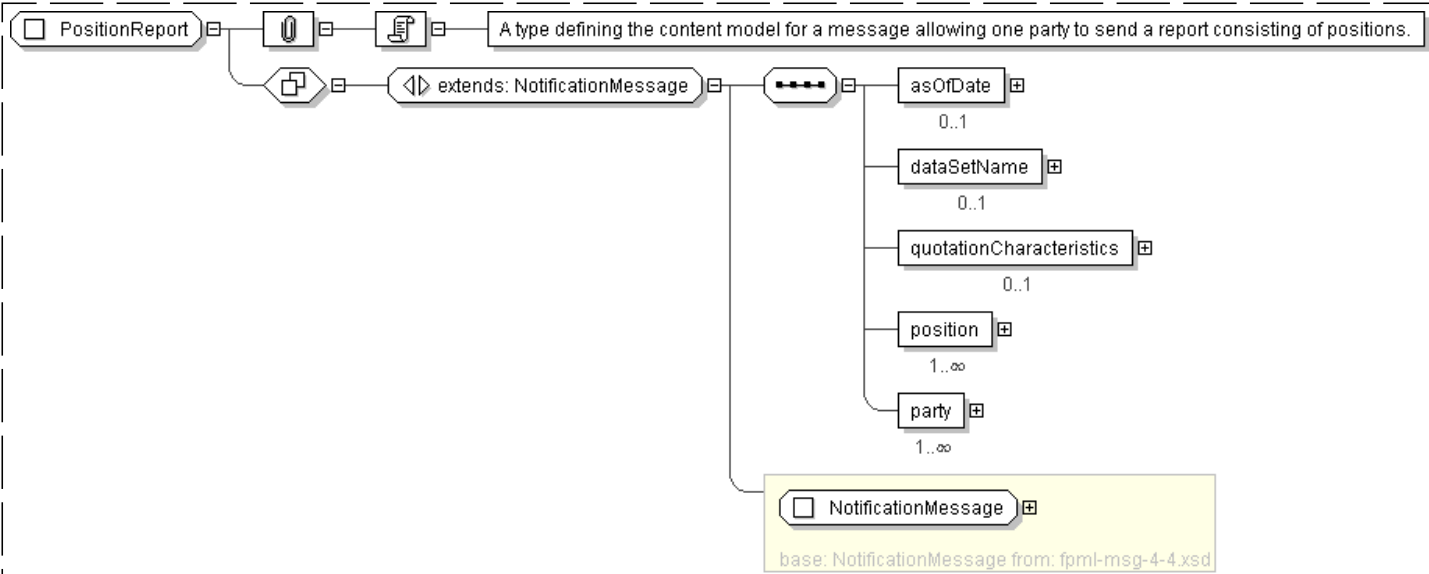 PositionReport
A type defining the content model for a message allowing one party to send a report consisting of positions.
extends: NotificationMessage
asOfDate
0..1
dataSetName
0..1
quotationCharacteristics
0..1
position
1..∞
party
1..∞
NotificationMessage
base: NotificationMessage from: fpml-msg-4-4.xsd